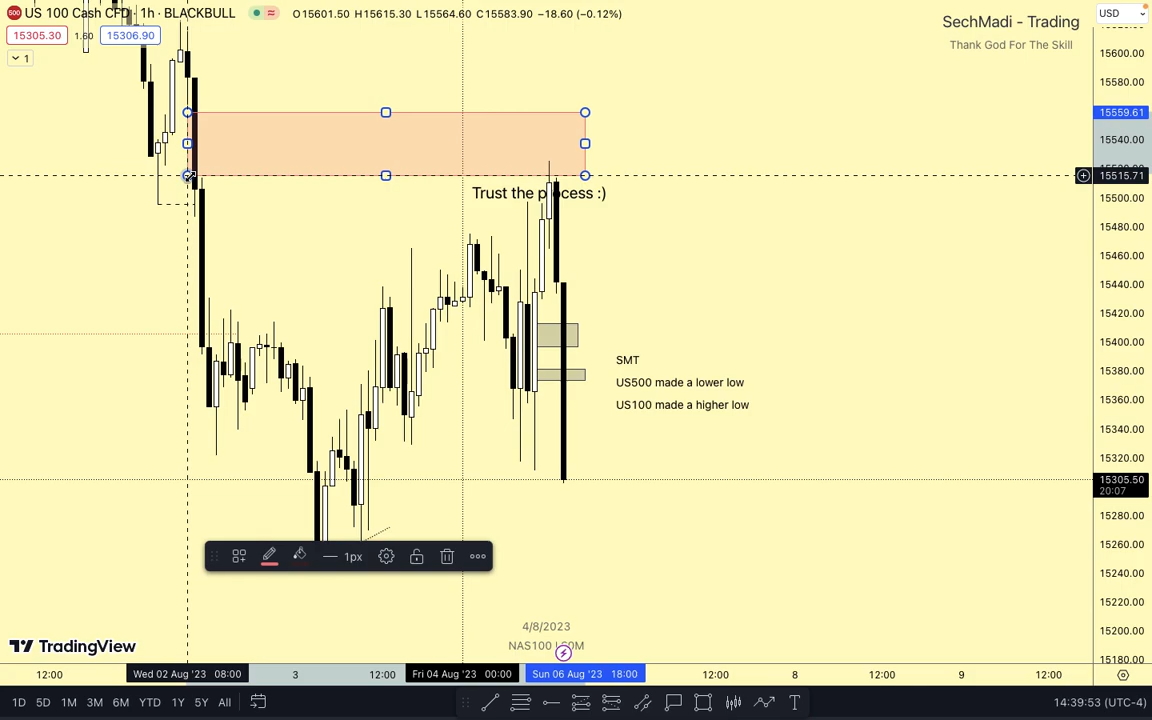 500 US 100 Cash CFD · 1h · BLACKBULL O15601.50 H15615.30 L15564.60 C15583.90 −18.60 (−0.12%)
15305.30 1.60 15306.90
1
SechMadi - Trading
Thank God For The Skill
USD
15600.00
15580.00
15559.61
15540.00
15515.71
15500.00
15480.00
15460.00
15440.00
15420.00
15400.00
15380.00
15360.00
15340.00
15320.00
15305.50
20:07
15280.00
15260.00
15240.00
15220.00
15200.00
15180.00
Trust the process :)
SMT
US500 made a lower low
US100 made a higher low
1px
4/8/2023
TradingView
12:00 Wed 02 Aug '23 08:00 3 12:00 Fri 04 Aug '23 00:00 Sun 06 Aug '23 18:00 12:00 8 12:00 9 12:00
1D 5D 1M 3M 6M YTD 1Y 5Y All T 14:39:53 (UTC-4)